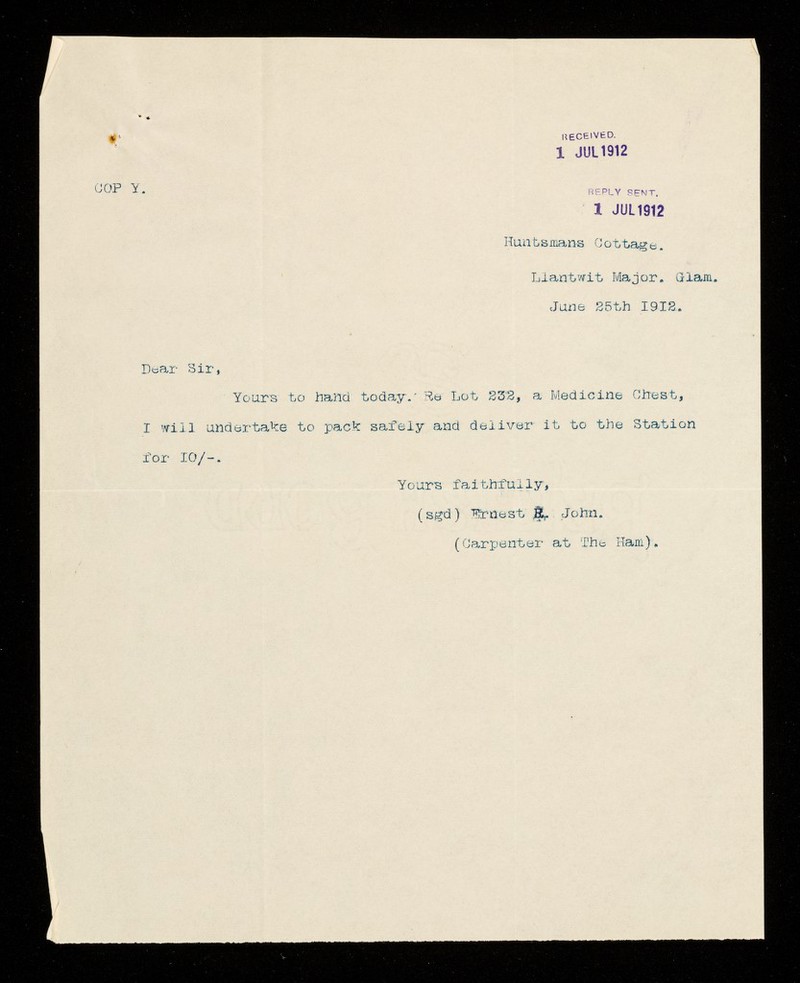 RECEIVED.
1 JUL 1912
COP Y.
REPLY SENT.
1 JUL 1912
Huntsmans Cottage.
Llantwit Major. Glam.
June 25th I9I2.
Dear Sir,
Yours to hand today. Re Lot 232, a Medicine Chest,
I will undertake to pack safely and deliver it to the Station
for IO/-.
Yours faithfully,
(sgd) Ernest John.
(Carpenter at The Ham).